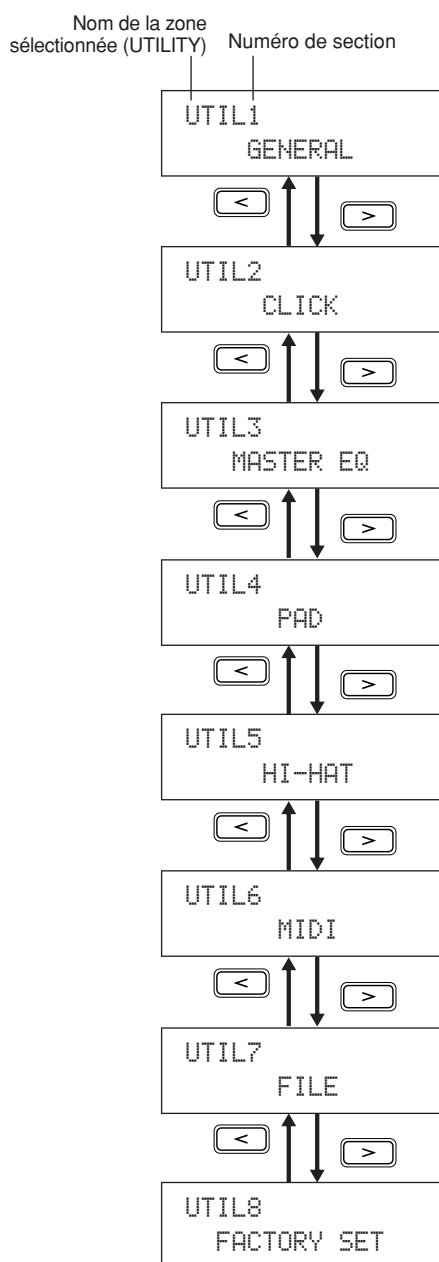 Nom de la zone
sélectionnée (UTILITY)
Numéro de section
UTIL1
GENERAL
< >
UTIL2
CLICK
< >
UTIL3
MASTER EQ
< >
UTIL4
PAD
< >
UTIL5
HI-HAT
< >
UTIL6
MIDI
< >
UTIL7
FILE
< >
UTIL8
FACTORY SET